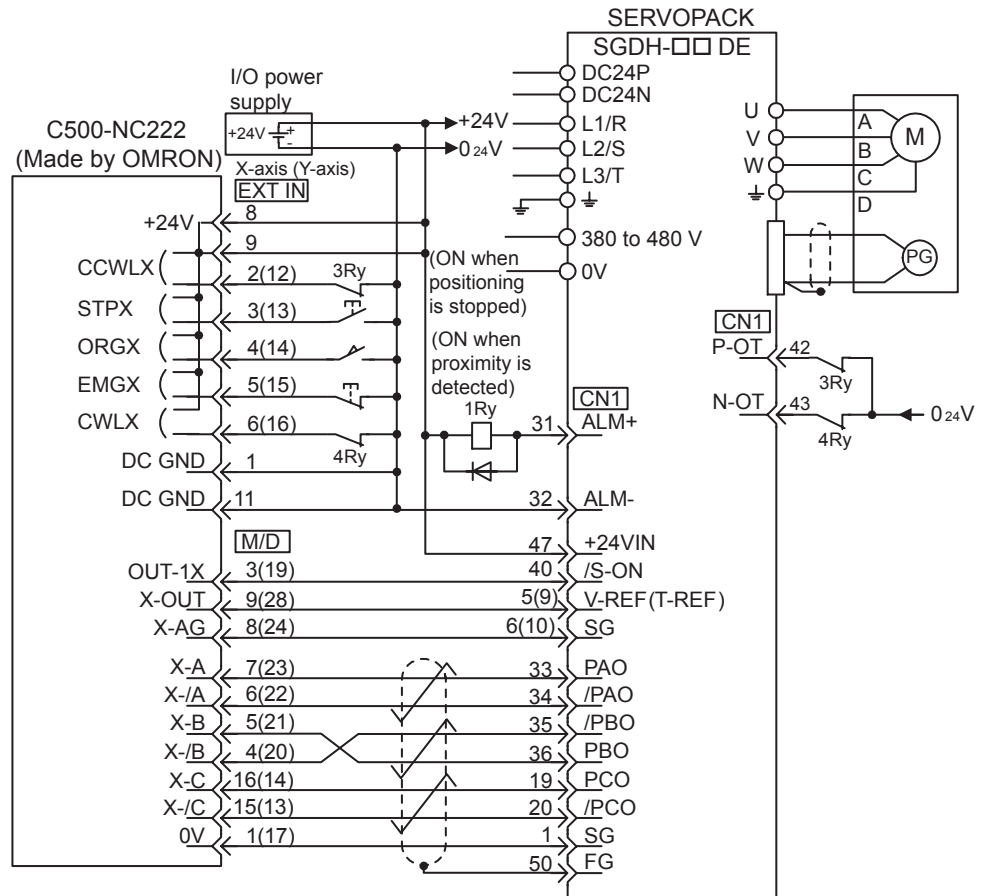 SERVOPACK
SGDH-□□ DE
I/O power
supply
+24V
+
-
C500-NC222
(Made by OMRON)
X-axis (Y-axis)
EXT IN
+24V
8
9
CCWLX
2(12)
3Ry
STPX
3(13)
ORGX
4(14)
EMGX
5(15)
CWLX
6(16)
4Ry
DC GND
1
DC GND
11
M/D
OUT-1X
3(19)
X-OUT
9(28)
X-AG
8(24)
X-A
7(23)
X-/A
6(22)
X-B
5(21)
X-/B
4(20)
X-C
16(14)
X-/C
15(13)
0V
1(17)
+24V
0 24V
(ON when
positioning
is stopped)
(ON when
proximity is
detected)
1Ry
DC24P
DC24N
L1/R
L2/S
L3/T
380 to 480 V
0V
CN1
31
ALM+
32
ALM-
47
+24VIN
40
/S-ON
5(9)
V-REF(T-REF)
6(10)
SG
33
PAO
34
/PAO
35
/PBO
36
PBO
19
PCO
20
/PCO
1
SG
50
FG
U
V
W
A
B
C
D
M
PG
CN1
P-OT
42
3Ry
N-OT
43
4Ry
0 24V